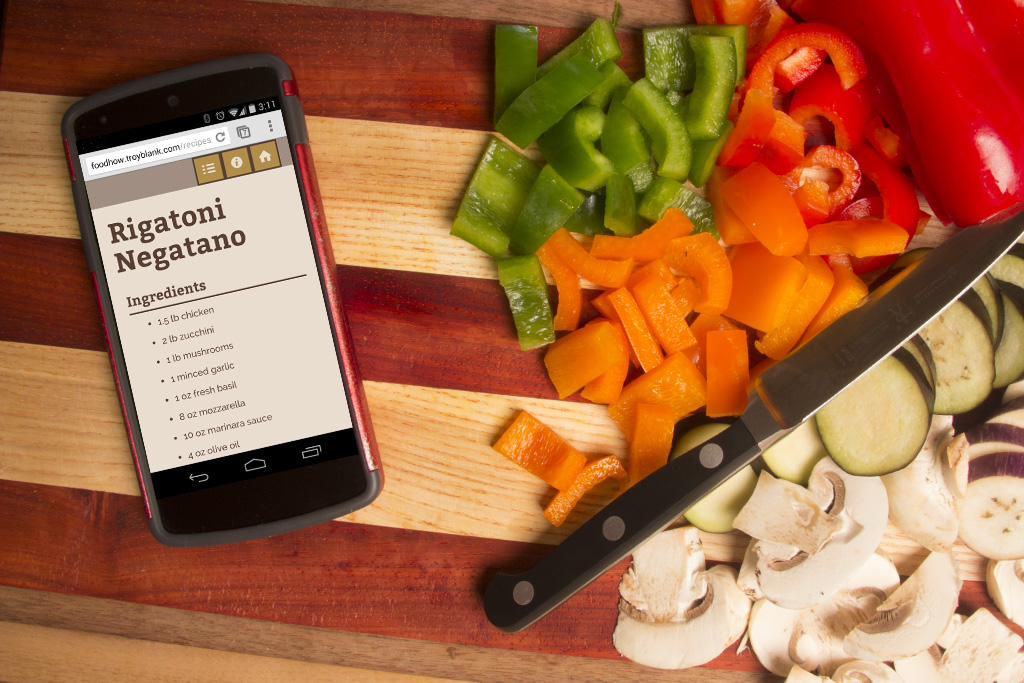 3:11
foodhow.troyblank.com/recipes
Rigatoni
Negatano
Ingredients
• 1.5 lb chicken
• 2 lb zucchini
• 1 lb mushrooms
• 1 minced garlic
• 1 oz fresh basil
• 8 oz mozzarella
• 10 oz marinara sauce
• 4 oz olive oil